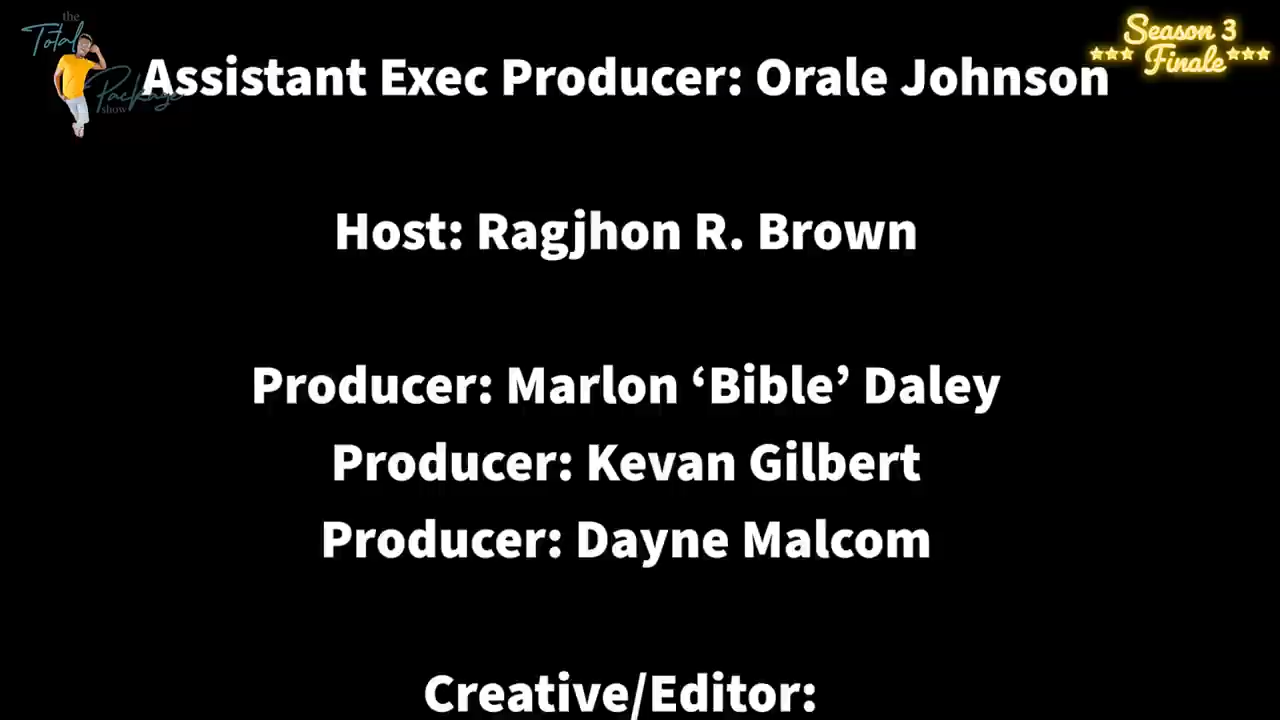 the
Total
Package
show
Season 3
*** Finale ***
Assistant Exec Producer: Orale Johnson
Host: Ragjhon R. Brown
Producer: Marlon ‘Bible’ Daley
Producer: Kevan Gilbert
Producer: Dayne Malcom
Creative/Editor: